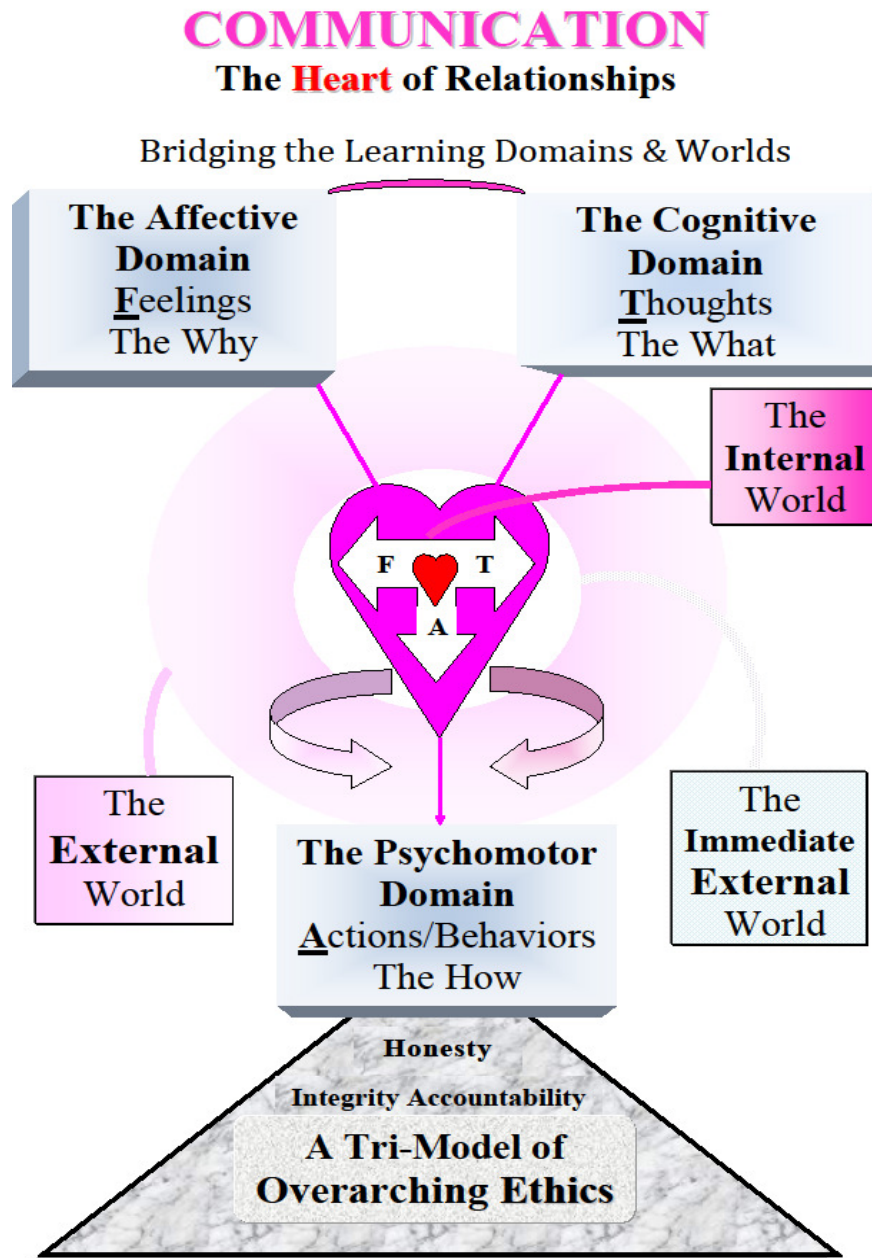 COMMUNICATION
The Heart of Relationships
Bridging the Learning Domains & Worlds
The Affective
Domain
Feelings
The Why
The Cognitive
Domain
Thoughts
The What
The
Internal
World
F
T
A
The
External
World
The
Immediate
External
World
The Psychomotor
Domain
Actions/Behaviors
The How
Honesty
Integrity Accountability
A Tri-Model of
Overarching Ethics